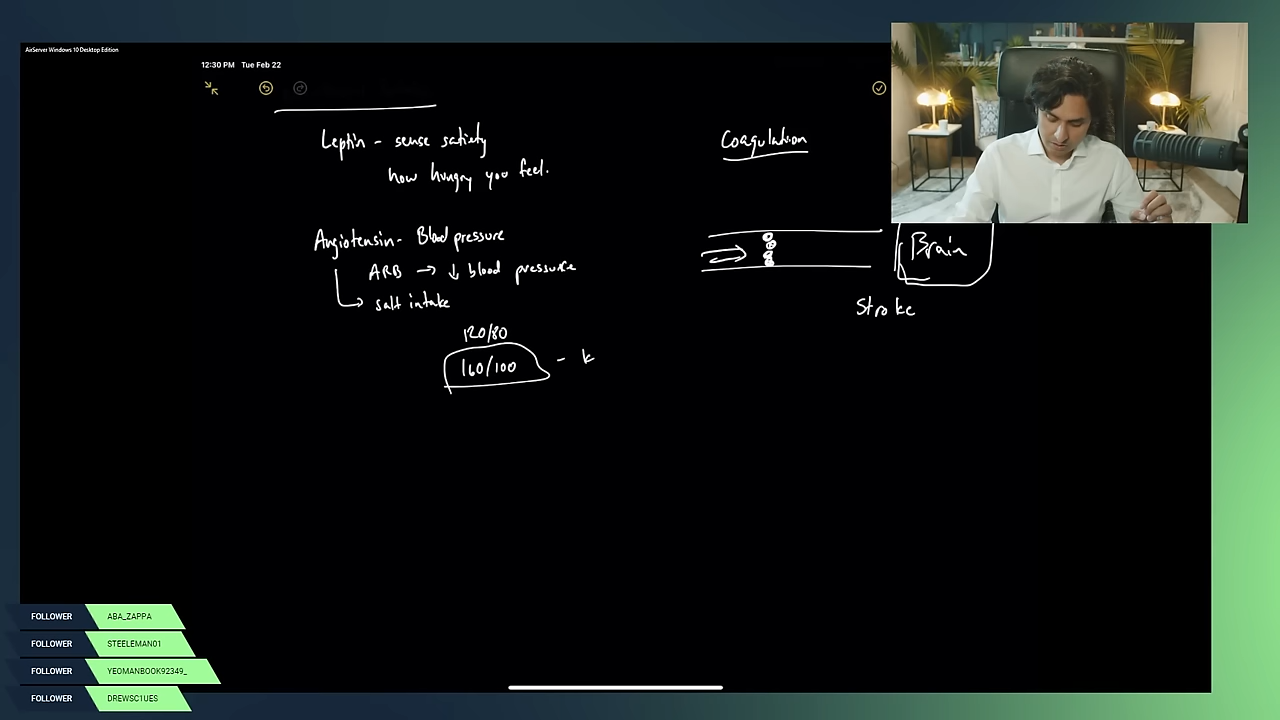 AirServer Windows 10 Desktop Edition
12:30 PM Tue Feb 22
Leptin - sense satiety
how hungry you feel.
Angiotensin - Blood pressure
ARB → ↓ blood pressure
→ salt intake
120/80
160/100 - k
Coagulation
Brain
Stroke
FOLLOWER ABA_ZAPPA
FOLLOWER STEELEMAN01
FOLLOWER YEOMANBOOK92349_
FOLLOWER DREWSC1UES